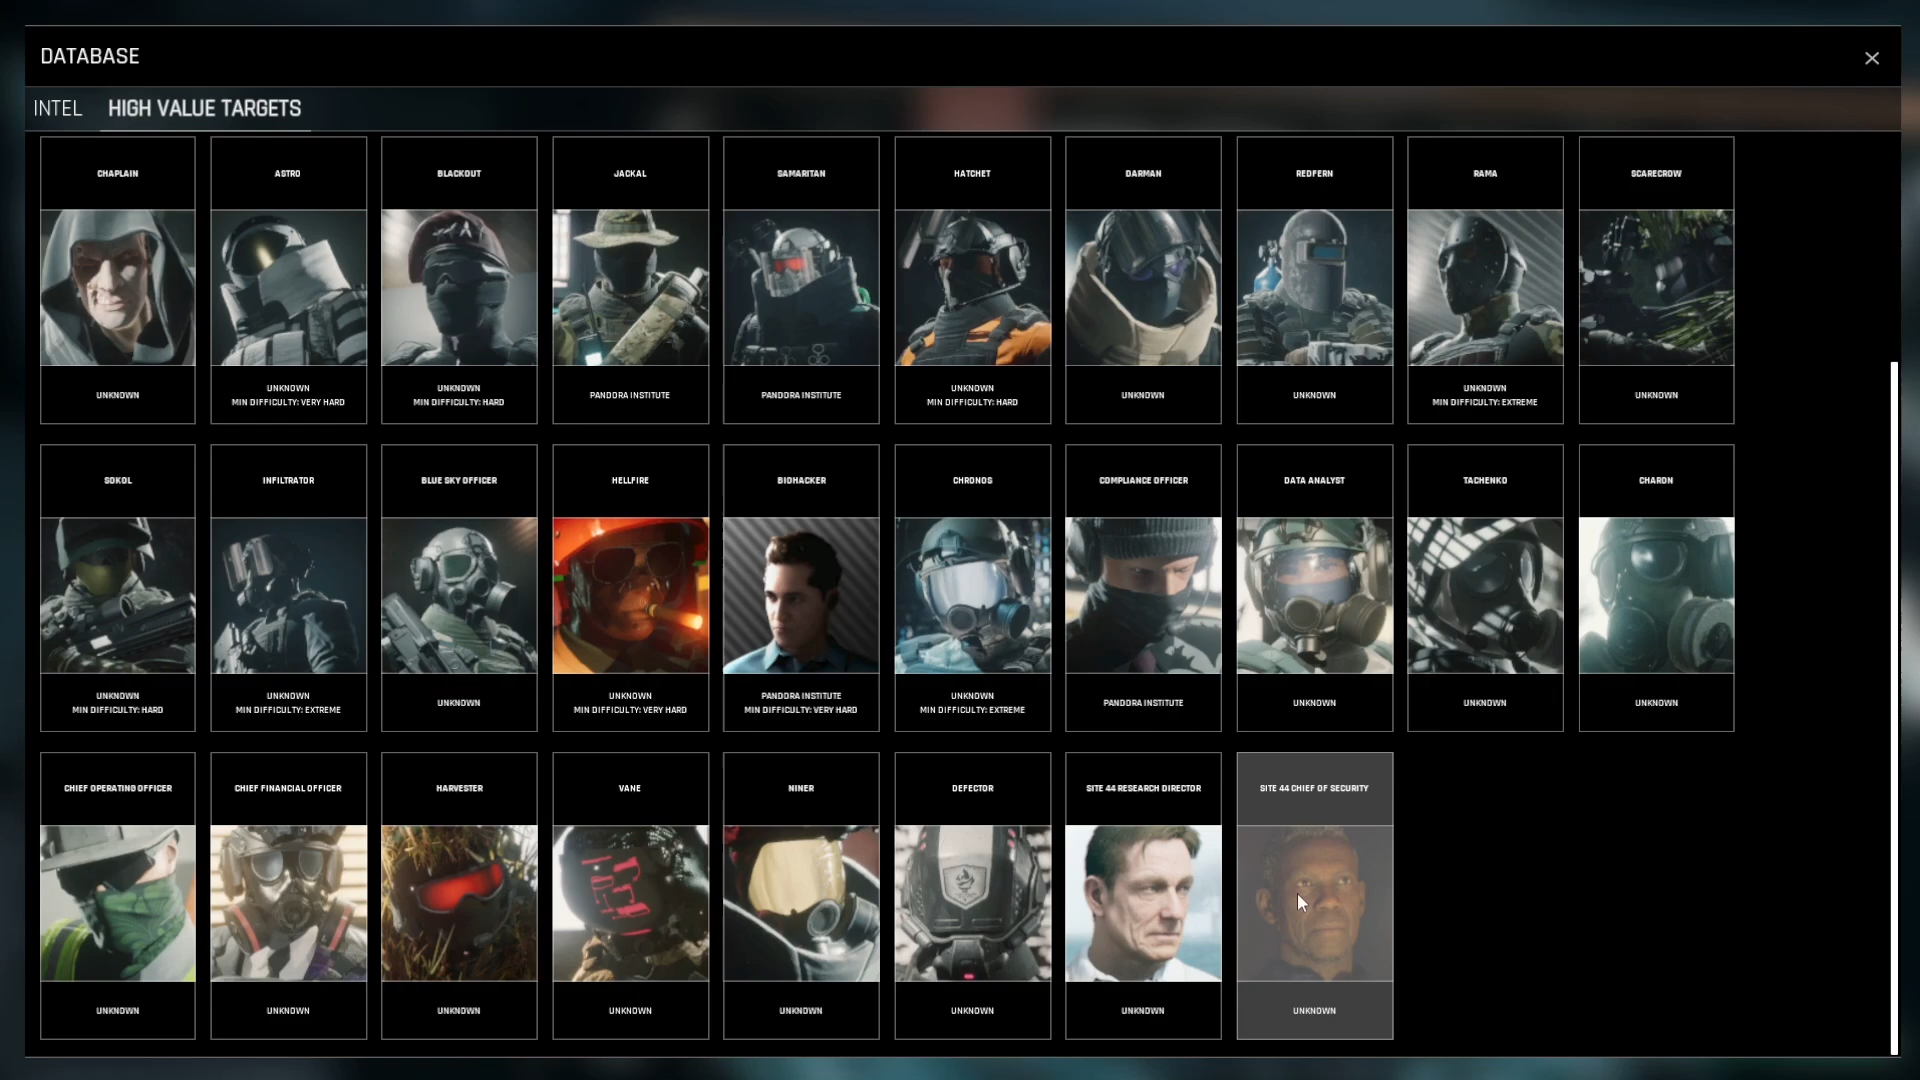 DATABASE
INTEL
HIGH VALUE TARGETS
CHAPLAIN
ASTRO
BLACKOUT
JACKAL
SAMARITAN
HATCHET
DARMAN
REDFERN
RAMA
SCARECROW
UNKNOWN
UNKNOWN
MIN DIFFICULTY: VERY HARD
UNKNOWN
MIN DIFFICULTY: HARD
PANDORA INSTITUTE
PANDORA INSTITUTE
UNKNOWN
MIN DIFFICULTY: HARD
UNKNOWN
UNKNOWN
UNKNOWN
MIN DIFFICULTY: EXTREME
UNKNOWN
SOKOL
INFILTRATOR
BLUE SKY OFFICER
HELLFIRE
BIOHACKER
CHRONOS
COMPLIANCE OFFICER
DATA ANALYST
TACHENKO
CHARON
UNKNOWN
MIN DIFFICULTY: HARD
UNKNOWN
MIN DIFFICULTY: EXTREME
UNKNOWN
UNKNOWN
MIN DIFFICULTY: VERY HARD
PANDORA INSTITUTE
MIN DIFFICULTY: VERY HARD
UNKNOWN
MIN DIFFICULTY: EXTREME
PANDORA INSTITUTE
UNKNOWN
UNKNOWN
UNKNOWN
CHIEF OPERATING OFFICER
CHIEF FINANCIAL OFFICER
HARVESTER
VANE
NINER
DEFECTOR
SITE 44 RESEARCH DIRECTOR
SITE 44 CHIEF OF SECURITY
UNKNOWN
UNKNOWN
UNKNOWN
UNKNOWN
UNKNOWN
UNKNOWN
UNKNOWN
UNKNOWN